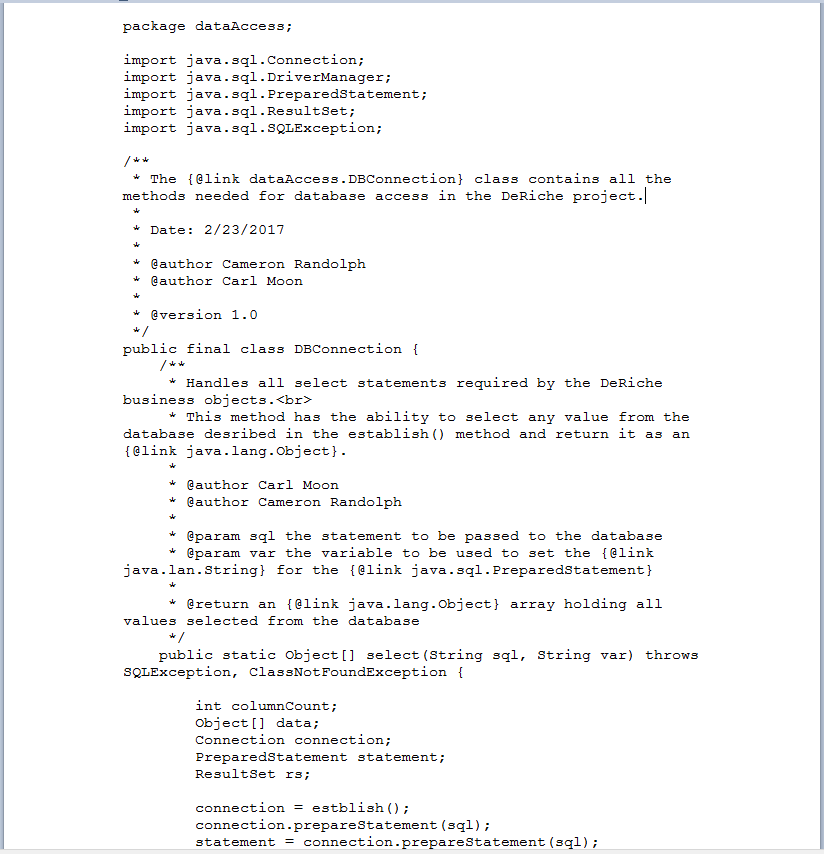 package dataAccess;
import java.sql.Connection;
import java.sql.DriverManager;
import java.sql.PreparedStatement;
import java.sql.ResultSet;
import java.sql.SQLException;
/**
* The {@link dataAccess.DBConnection} class contains all the
methods needed for database access in the DeRiche project.
*
* Date: 2/23/2017
*
* @author Cameron Randolph
* @author Carl Moon
*
* @version 1.0
*/
public final class DBConnection {
/**
* Handles all select statements required by the DeRiche
business objects.<br>
* This method has the ability to select any value from the
database desribed in the establish() method and return it as an
{@link java.lang.Object}.
*
* @author Carl Moon
* @author Cameron Randolph
*
* @param sql the statement to be passed to the database
* @param var the variable to be used to set the {@link
java.lan.String} for the {@link java.sql.PreparedStatement}
*
* @return an {@link java.lang.Object} array holding all
values selected from the database
*/
public static Object[] select(String sql, String var) throws
SQLException, ClassNotFoundException {
int columnCount;
Object[] data;
Connection connection;
PreparedStatement statement;
ResultSet rs;
connection = estblish();
connection.prepareStatement(sql);
statement = connection.prepareStatement(sql);